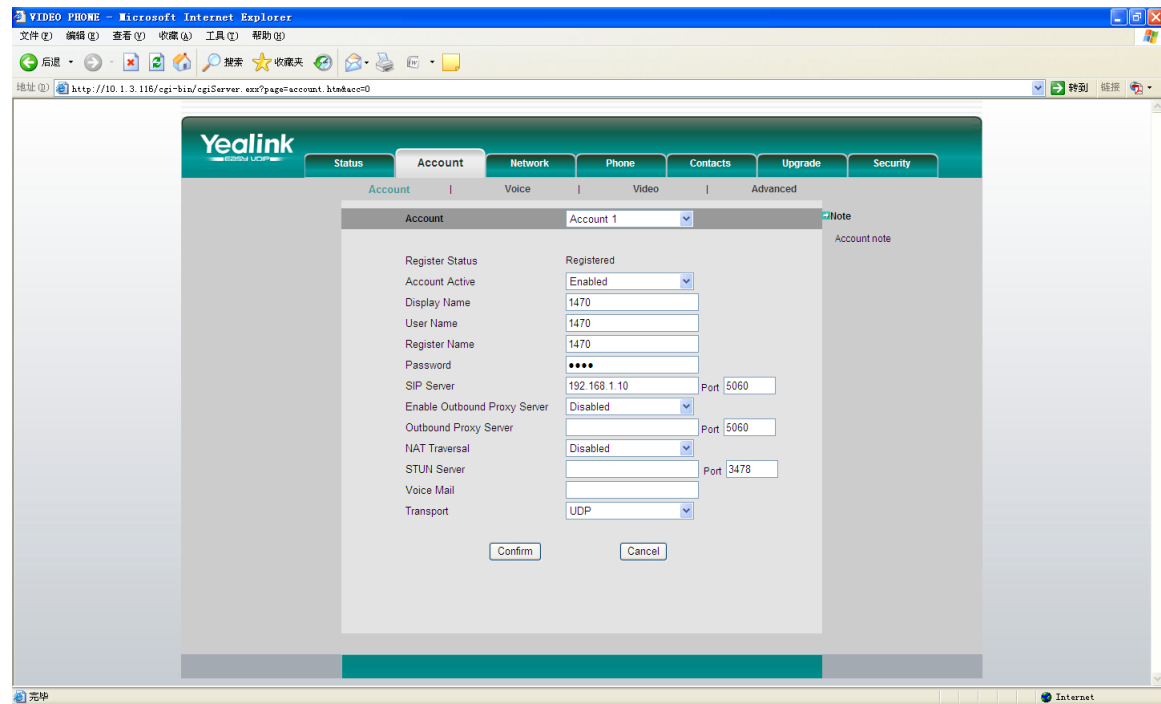 VIDEO PHONE - Microsoft Internet Explorer
文件(F) 编辑(E) 查看(V) 收藏(A) 工具(T) 帮助(H)
后退 搜索 收藏夹
地址(D) http://10.1.3.116/cgi-bin/cgiServer.exx?page=account.htm&acc=0 转到 链接
Yealink
EASY VOIP
Status Account Network Phone Contacts Upgrade Security
Account | Voice | Video | Advanced
Account Account 1 Note
Account note
Register Status Registered
Account Active Enabled
Display Name 1470
User Name 1470
Register Name 1470
Password ●●●●
SIP Server 192.168.1.10 Port 5060
Enable Outbound Proxy Server Disabled
Outbound Proxy Server Port 5060
NAT Traversal Disabled
STUN Server Port 3478
Voice Mail
Transport UDP
Confirm Cancel
完毕 Internet